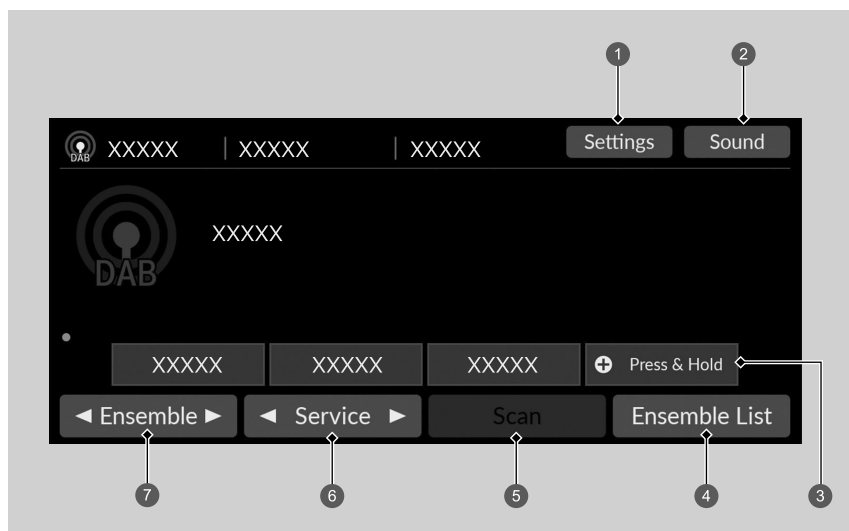 1 2
DAB XXXXX | XXXXX | XXXXX Settings Sound
XXXXX
DAB
XXXXX XXXXX XXXXX Press & Hold
3
Ensemble Service Scan Ensemble List
7 6 5 4